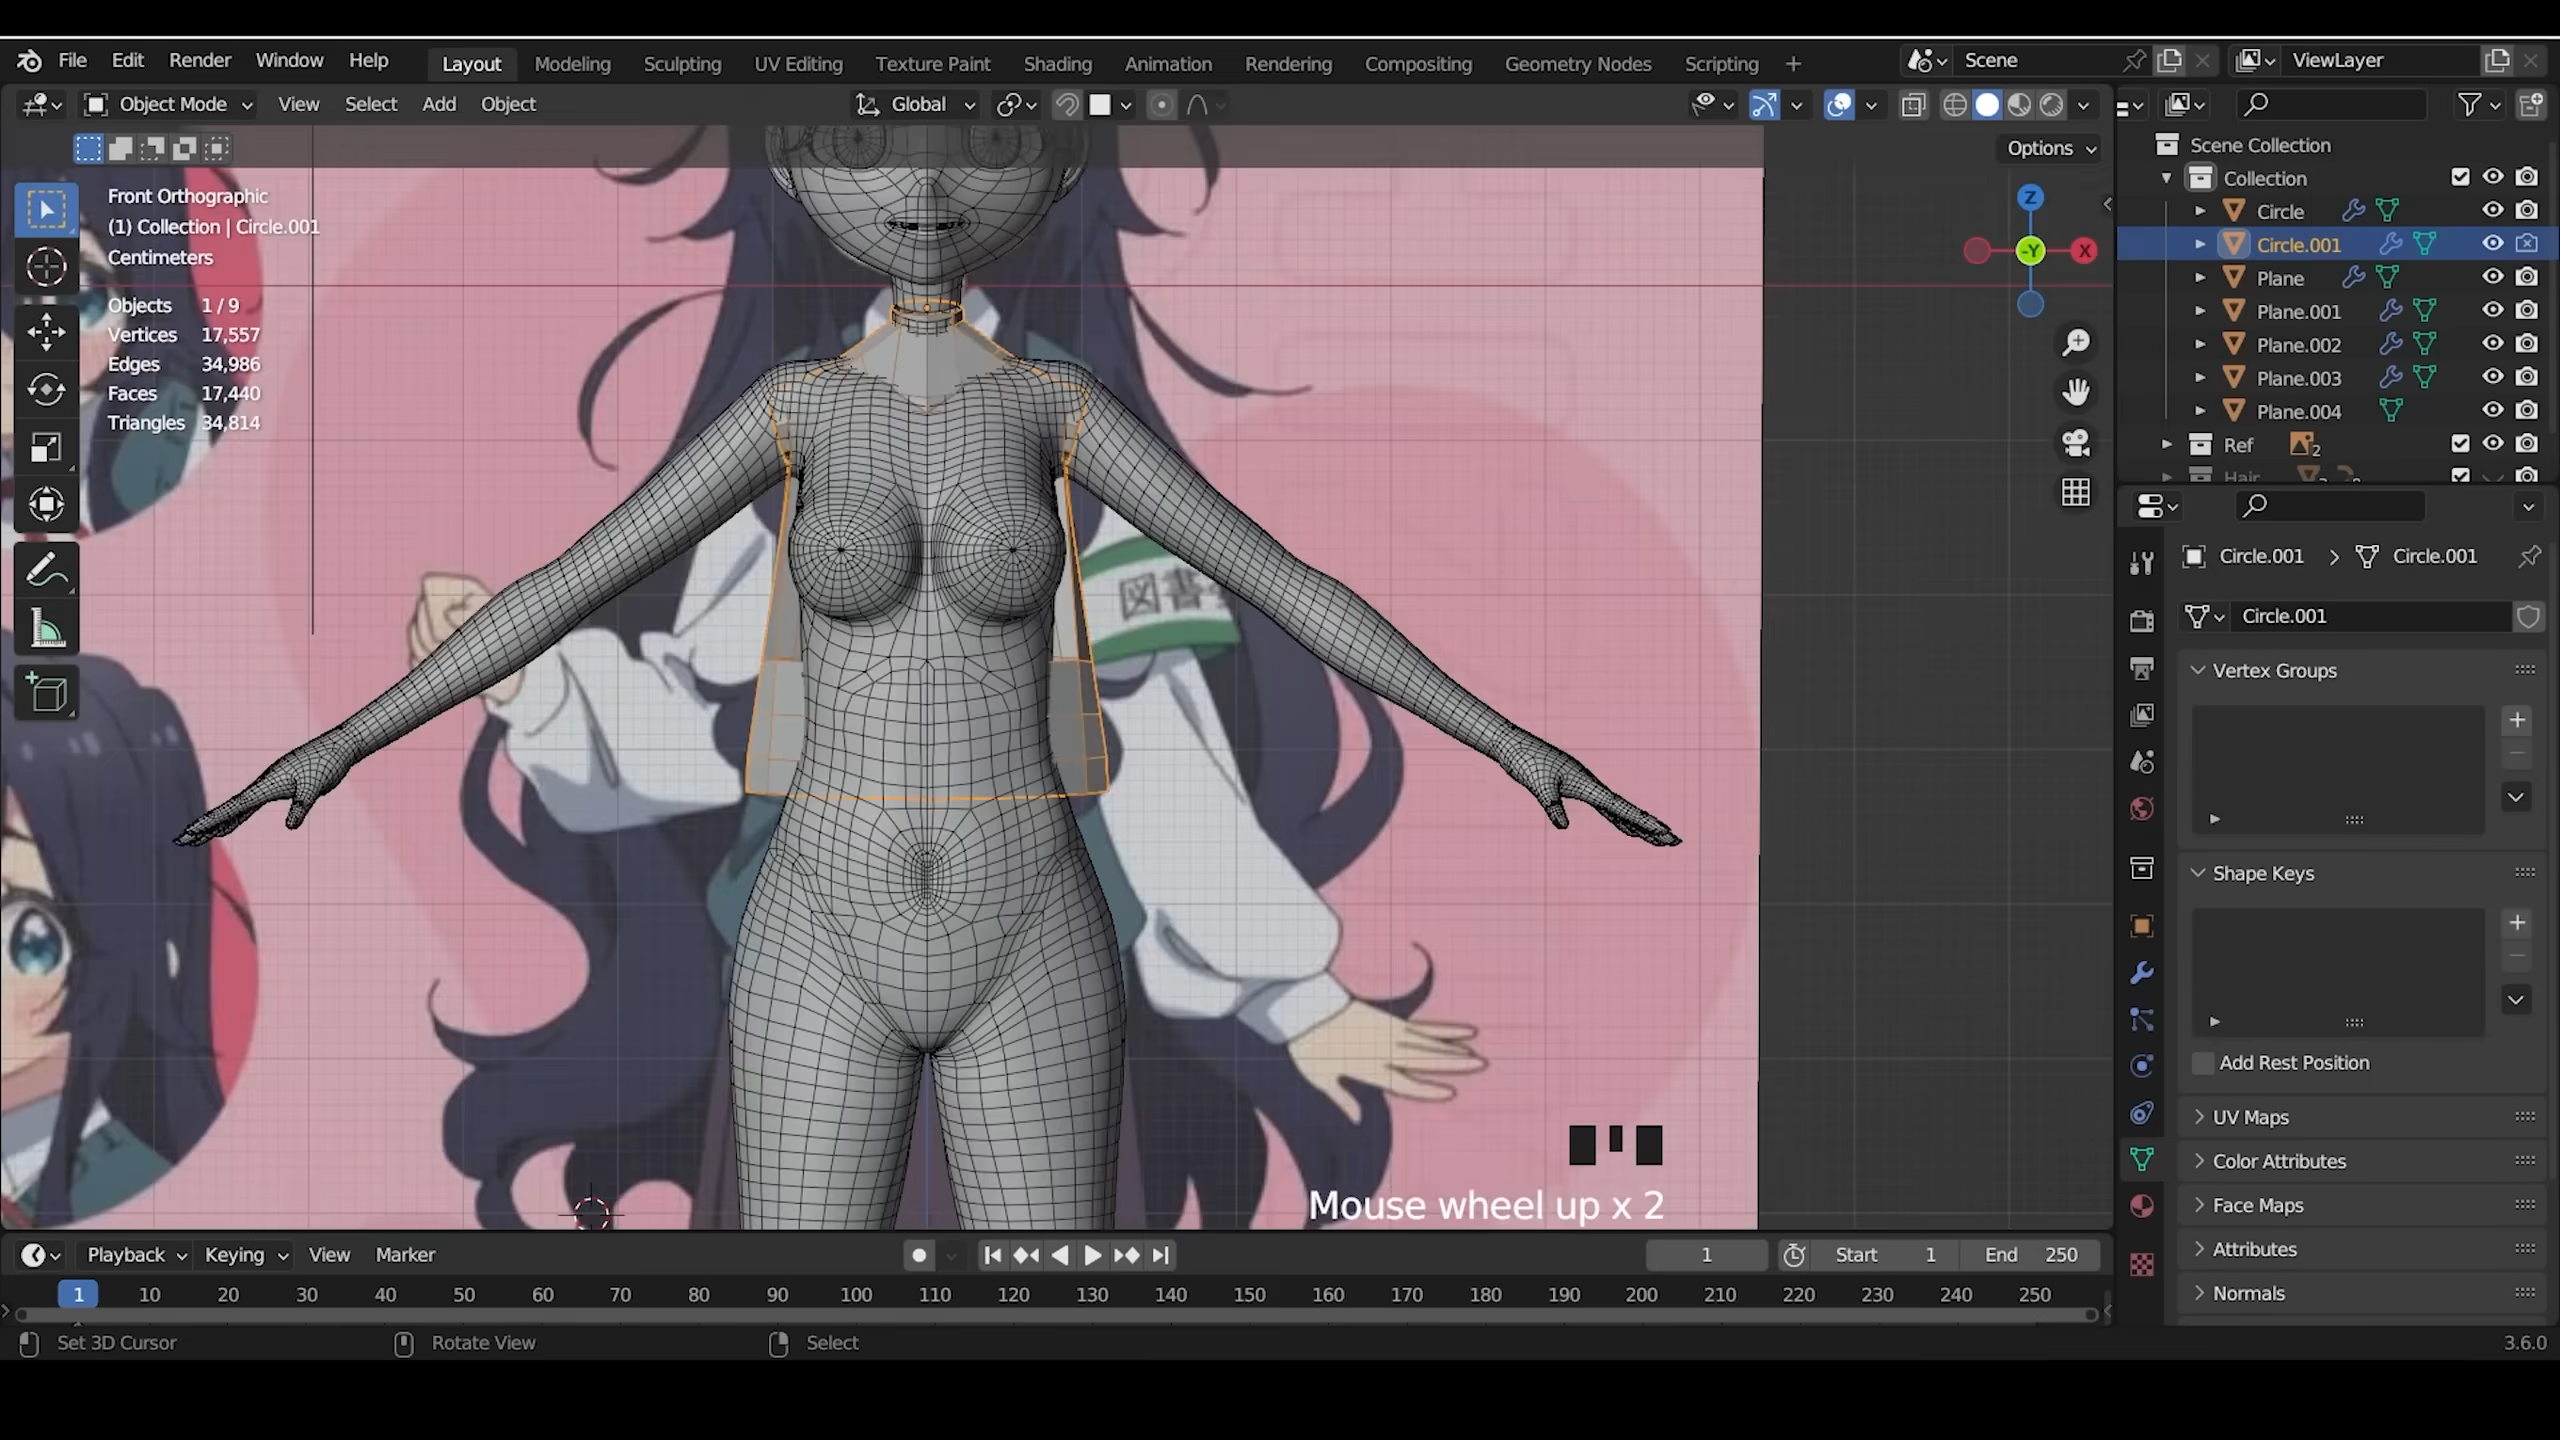 File Edit Render Window Help Layout Modeling Sculpting UV Editing Texture Paint Shading Animation Rendering Compositing Geometry Nodes Scripting + Scene ViewLayer
Object Mode View Select Add Object Global
Options
Front Orthographic
(1) Collection | Circle.001
Centimeters
Objects 1 / 9
Vertices 17,557
Edges 34,986
Faces 17,440
Triangles 34,814
Z
-Y
X
図書
Mouse wheel up x 2
Scene Collection
Collection
Circle
Circle.001
Plane
Plane.001
Plane.002
Plane.003
Plane.004
Ref 2
Hair
Circle.001 > Circle.001
Circle.001
Vertex Groups
Shape Keys
Add Rest Position
UV Maps
Color Attributes
Face Maps
Attributes
Normals
Playback Keying View Marker 1 Start 1 End 250
1 10 20 30 40 50 60 70 80 90 100 110 120 130 140 150 160 170 180 190 200 210 220 230 240 250
Set 3D Cursor Rotate View Select 3.6.0